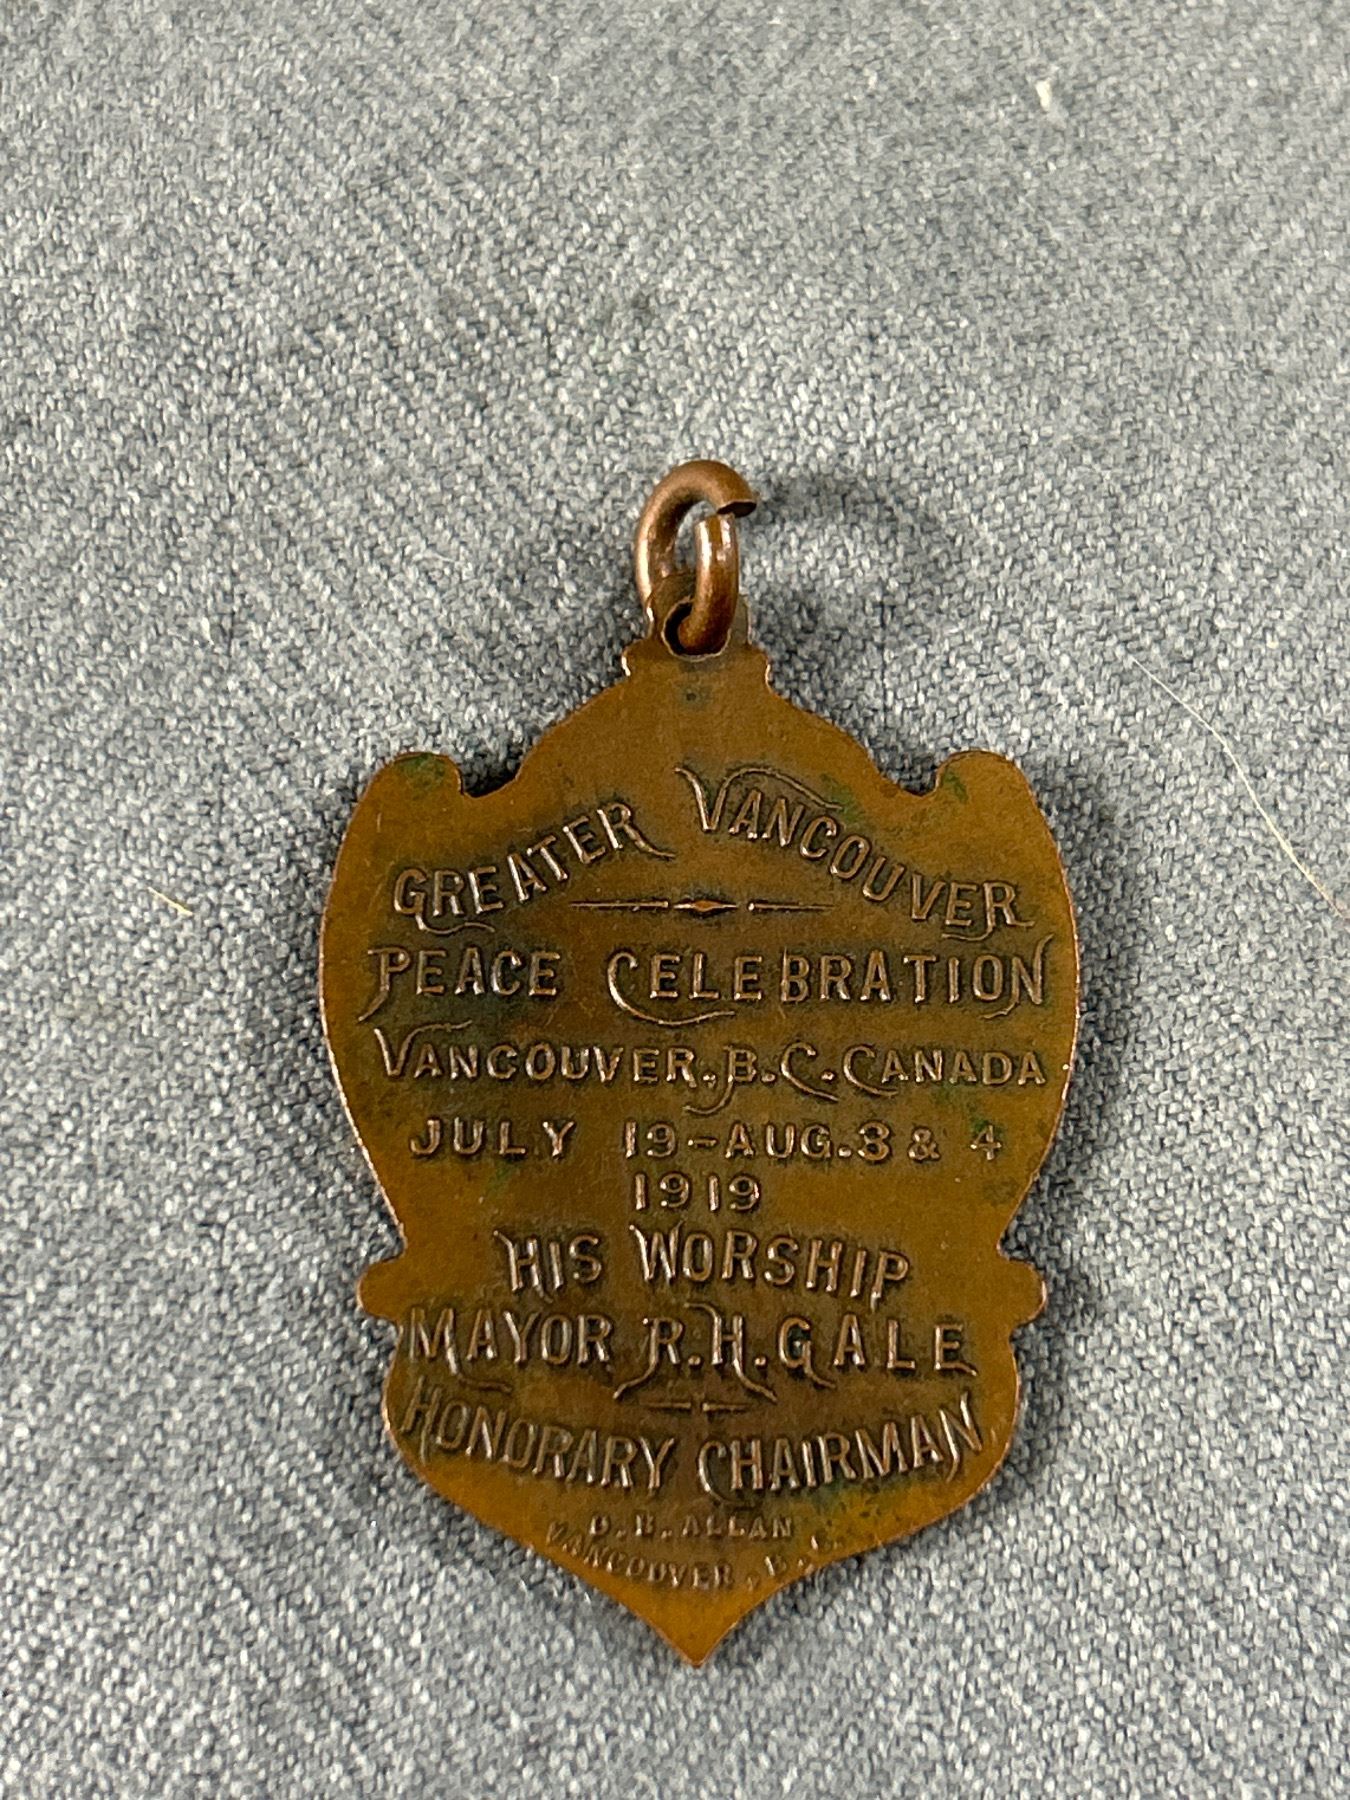 GREATER VANCOUVER
PEACE CELEBRATION
VANCOUVER.B.C.CANADA
JULY 19-AUG.3 & 4
1919
HIS WORSHIP
MAYOR R.H.GALE
HONORARY CHAIRMAN
ALLAN
VANCOUVER, B.C.